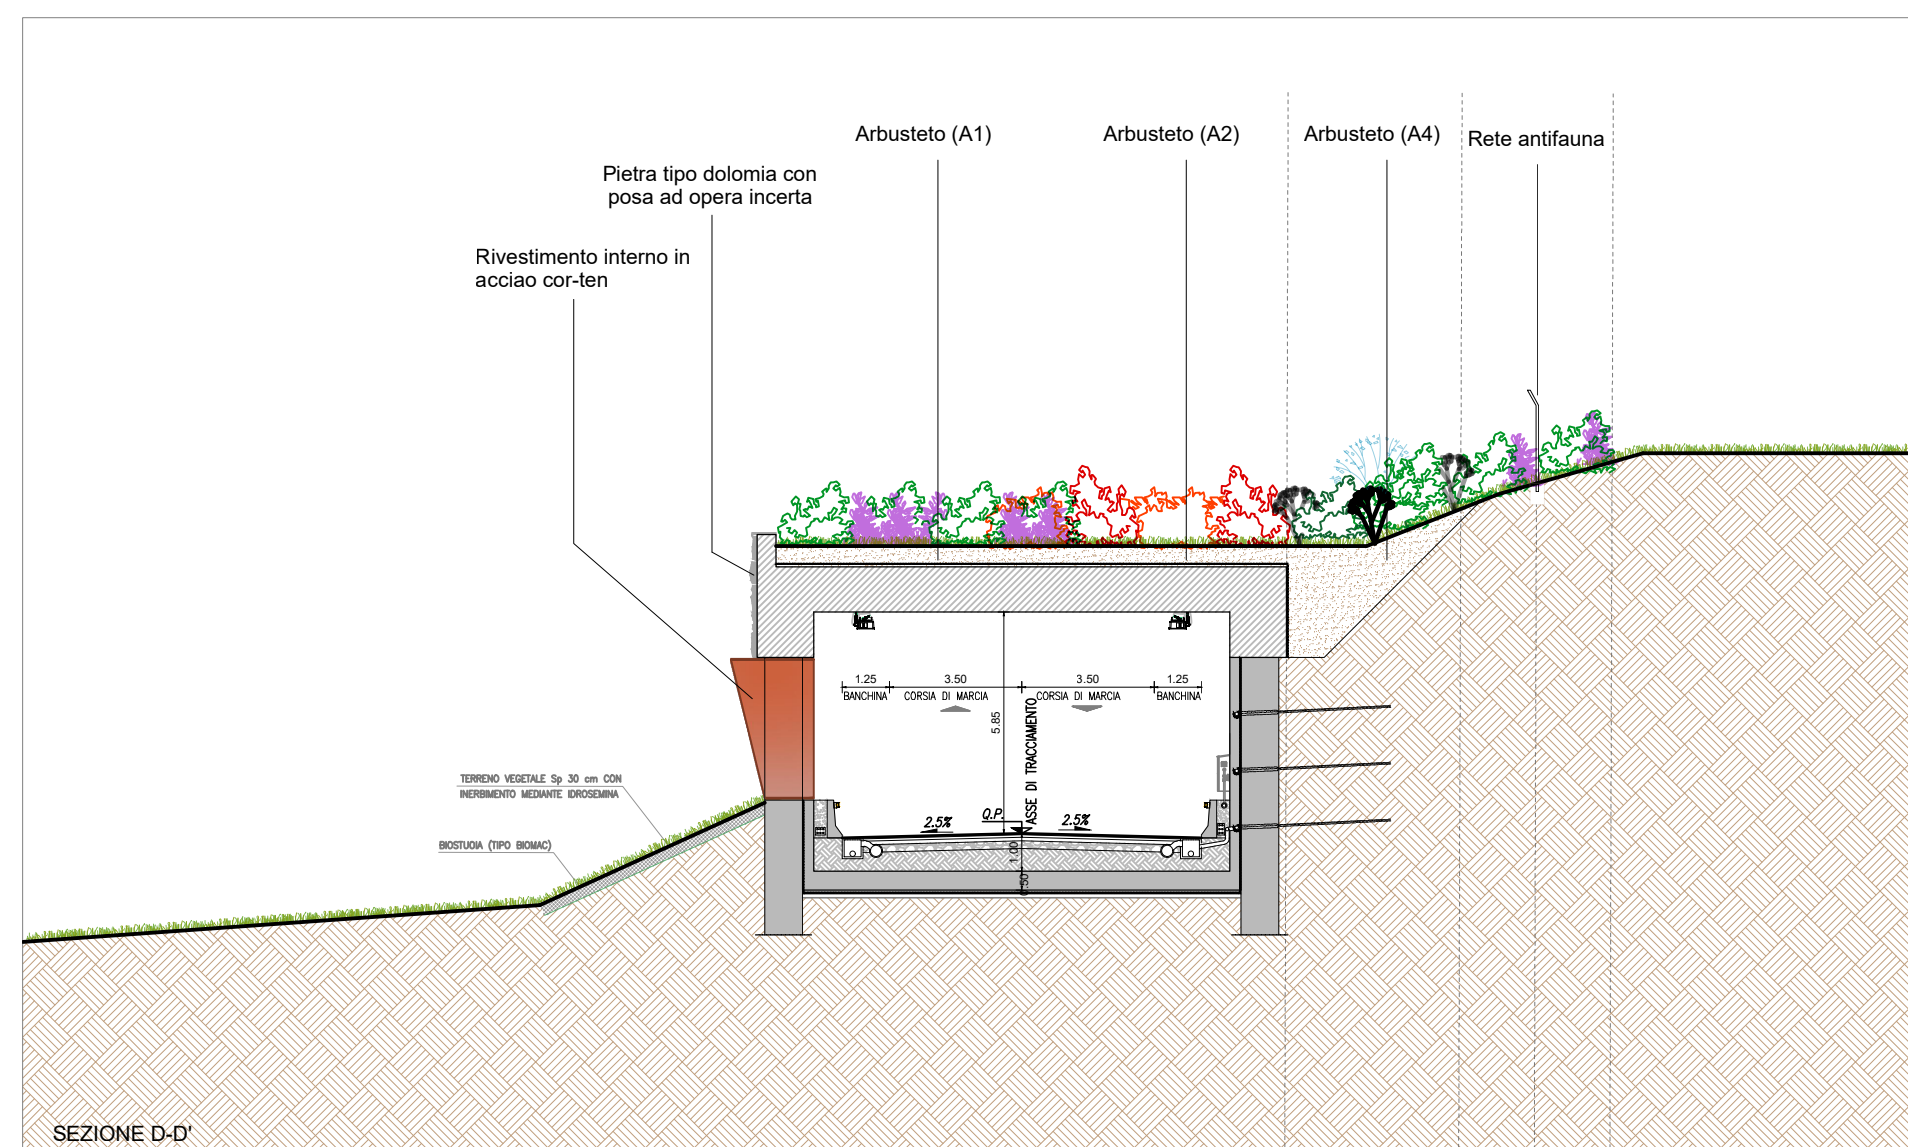 Arbusteto (A1)
Arbusteto (A2)
Arbusteto (A4)
Rete antifauna
Pietra tipo dolomia con
posa ad opera incerta
Rivestimento interno in
acciao cor-ten
1.25
3.50
3.50
1.25
BANCHINA
CORSIA DI MARCIA
CORSIA DI MARCIA
BANCHINA
5.85
ASSE DI TRACCIAMENTO
TERRENO VEGETALE Sp 30 cm CON
INERBIMENTO MEDIANTE IDROSEMINA
BIOSTUOIA (TIPO BIOMAC)
2.5%
Q.P.
2.5%
1.00
0.50
SEZIONE D-D'